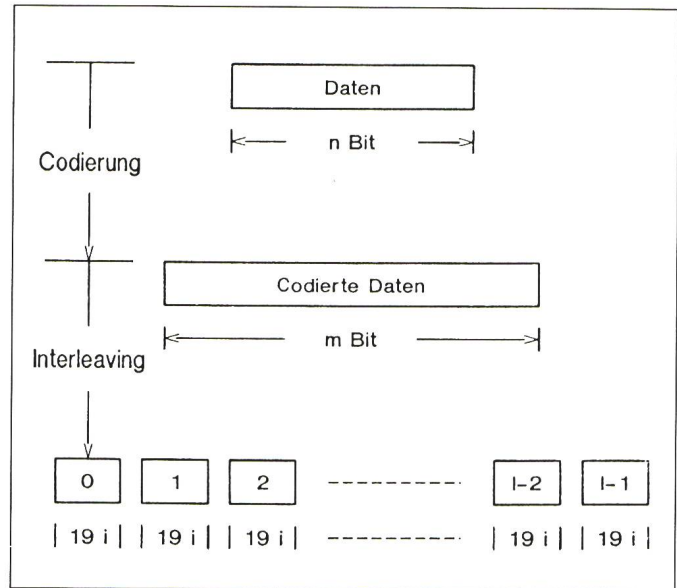 Daten
n Bit
Codierung
Codierte Daten
m Bit
Interleaving
0 1 2 I-2 I-1
19 i 19 i 19 i 19 i 19 i